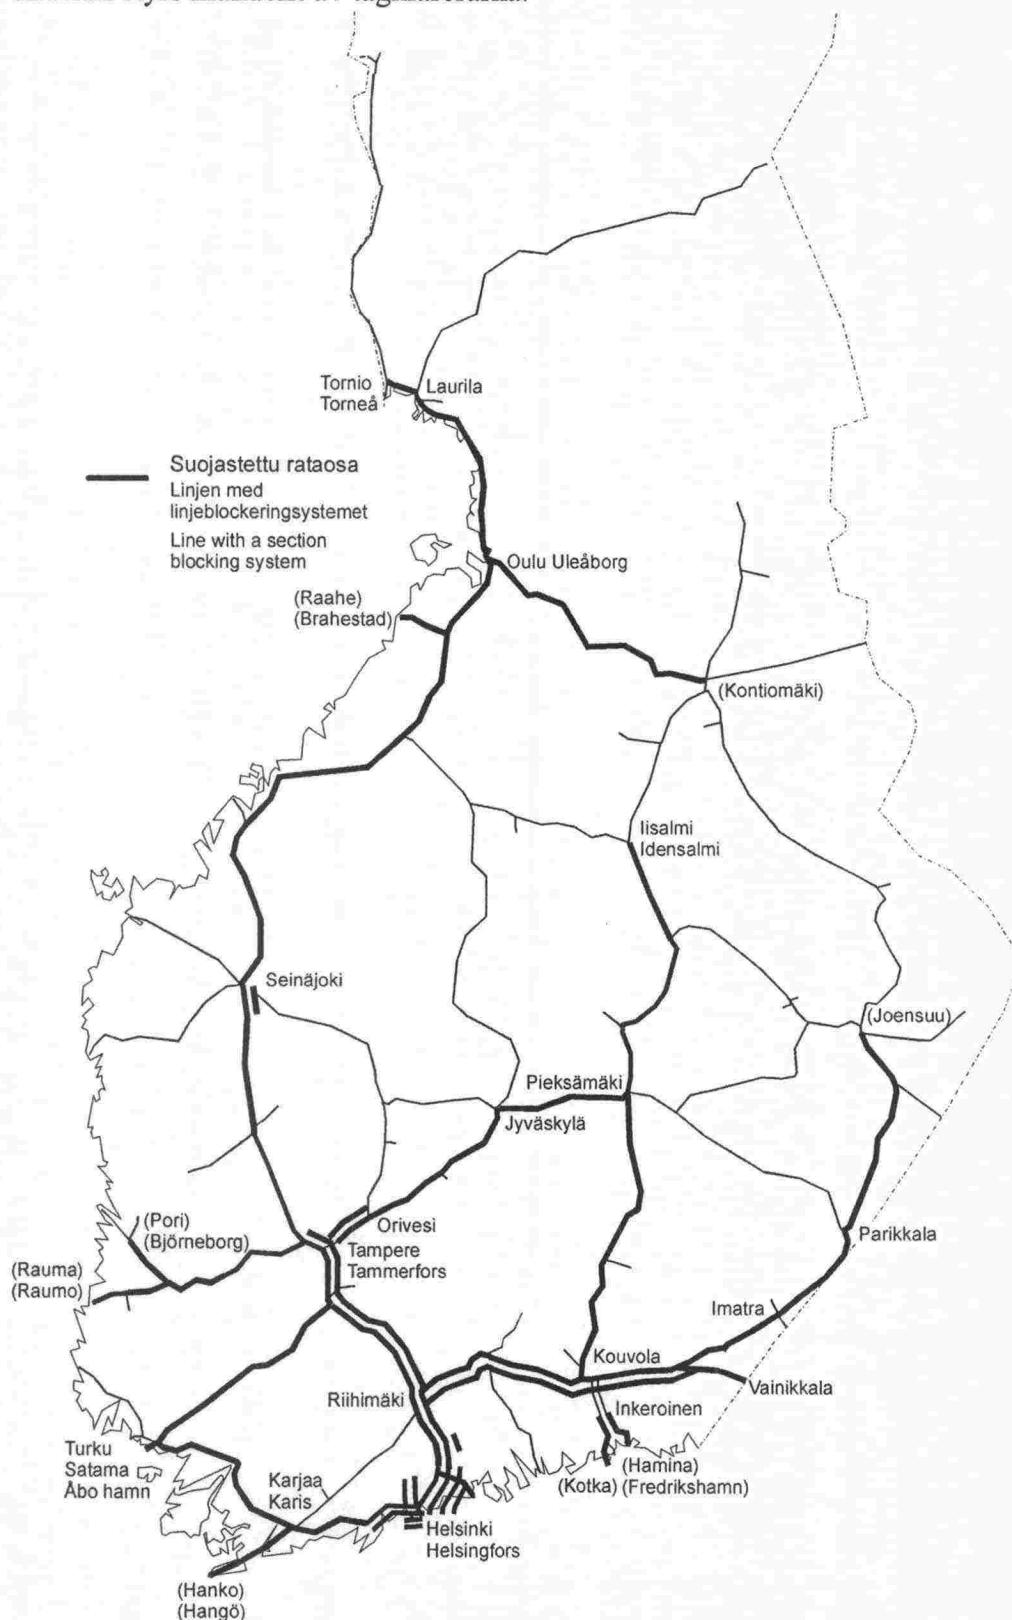 Tornio
Torneå
Laurila
Suojastettu rataosa
Linjen med
linjeblockeringsystemet
Line with a section
blocking system
Oulu Uleåborg
(Raahe)
(Brahestad)
(Kontiomäki)
Iisalmi
Idensalmi
Seinäjoki
(Joensuu)
Pieksämäki
Jyväskylä
(Pori)
(Björneborg)
Orivesi
Tampere
Tammerfors
Parikkala
(Rauma)
(Raumo)
Imatra
Kouvola
Vainikkala
Riihimäki
Inkeroinen
Turku
Satama
Åbo hamn
Karjaa
Karis
(Hamina)
(Kotka) (Fredrikshamn)
Helsinki
Helsingfors
(Hanko)
(Hangö)